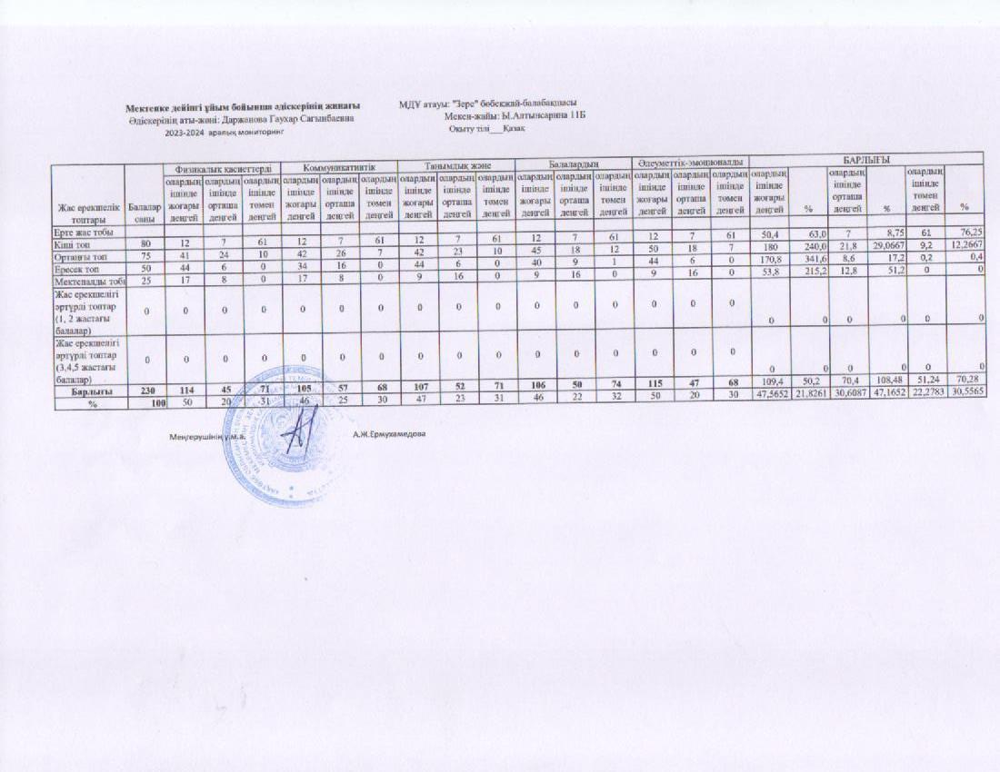 Мектепке дейінгі ұйым бойынша әдіскерінің жинағы
МДҰ атауы: "Зере" бөбекжай-балабақшасы
Әдіскерінің аты-жөні: Даржанова Гаухар Сагынбаевна
Мекен-жайы: Ы.Алтынсарина 11Б
2023-2024 аралық мониторинг
Оқыту тілі___Қазақ
Жас ерекшелік топтары Балалар саны Физикалық қасиеттерді Коммуникативтік Танымдық және Балалардың Әлеуметтік-эмоционалды БАРЛЫҒЫ
олардың ішінде жоғары деңгей олардың ішінде орташа деңгей олардың ішінде төмен деңгей олардың ішінде жоғары деңгей олардың ішінде орташа деңгей олардың ішінде төмен деңгей олардың ішінде жоғары деңгей олардың ішінде орташа деңгей олардың ішінде төмен деңгей олардың ішінде жоғары деңгей олардың ішінде орташа деңгей олардың ішінде төмен деңгей олардың ішінде жоғары деңгей олардың ішінде орташа деңгей олардың ішінде төмен деңгей олардың ішінде жоғары деңгей % олардың ішінде орташа деңгей % олардың ішінде төмен деңгей %
Ерте жас тобы
Кіші топ 80 12 7 61 12 7 61 12 7 61 12 7 61 12 7 61 50,4 63,0 7 8,75 61 76,25
Ортаңғы топ 75 41 24 10 42 26 7 42 23 10 45 18 12 50 18 7 180 240,0 21,8 29,0667 9,2 12,2667
Ересек топ 50 44 6 0 34 16 0 44 6 0 40 9 1 44 6 0 170,8 341,6 8,6 17,2 0,2 0,4
Мектепалды тобы 25 17 8 0 17 8 0 9 16 0 9 16 0 9 16 0 53,8 215,2 12,8 51,2 0 0
Жас ерекшелігі
әртүрлі топтар
(1, 2 жастағы
балалар) 0 0 0 0 0 0 0 0 0 0 0 0 0 0 0 0 0 0 0 0 0 0
Жас ерекшелігі
әртүрлі топтар
(3,4,5 жастағы
балалар) 0 0 0 0 0 0 0 0 0 0 0 0 0 0 0 0 0 0 0 0 0 0
Барлығы 230 114 45 71 105 57 68 107 52 71 106 50 74 115 47 68 109,4 50,2 70,4 108,48 51,24 70,28
% 100 50 20 31 46 25 30 47 23 31 46 22 32 50 20 30 47,5652 21,8261 30,6087 47,1652 22,2783 30,5565
Меңгерушінің у.м.а.
А.Ж.Ермухамедова